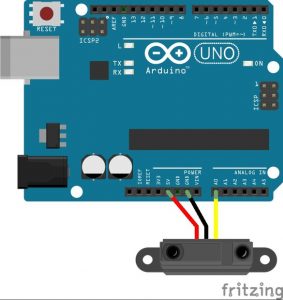 RESET
ICSP2
AREF
GND
13
12
~11
~10
~9
8
7
~6
~5
4
~3
2
TX0▸1
RX0◂0
L
DIGITAL (PWM=~)
TX
RX
Arduino
UNO
ON
ICSP
1
IOREF
RESET
3V3
5V
GND
GND
VIN
POWER
ANALOG IN
A0
A1
A2
A3
A4
A5
fritzing